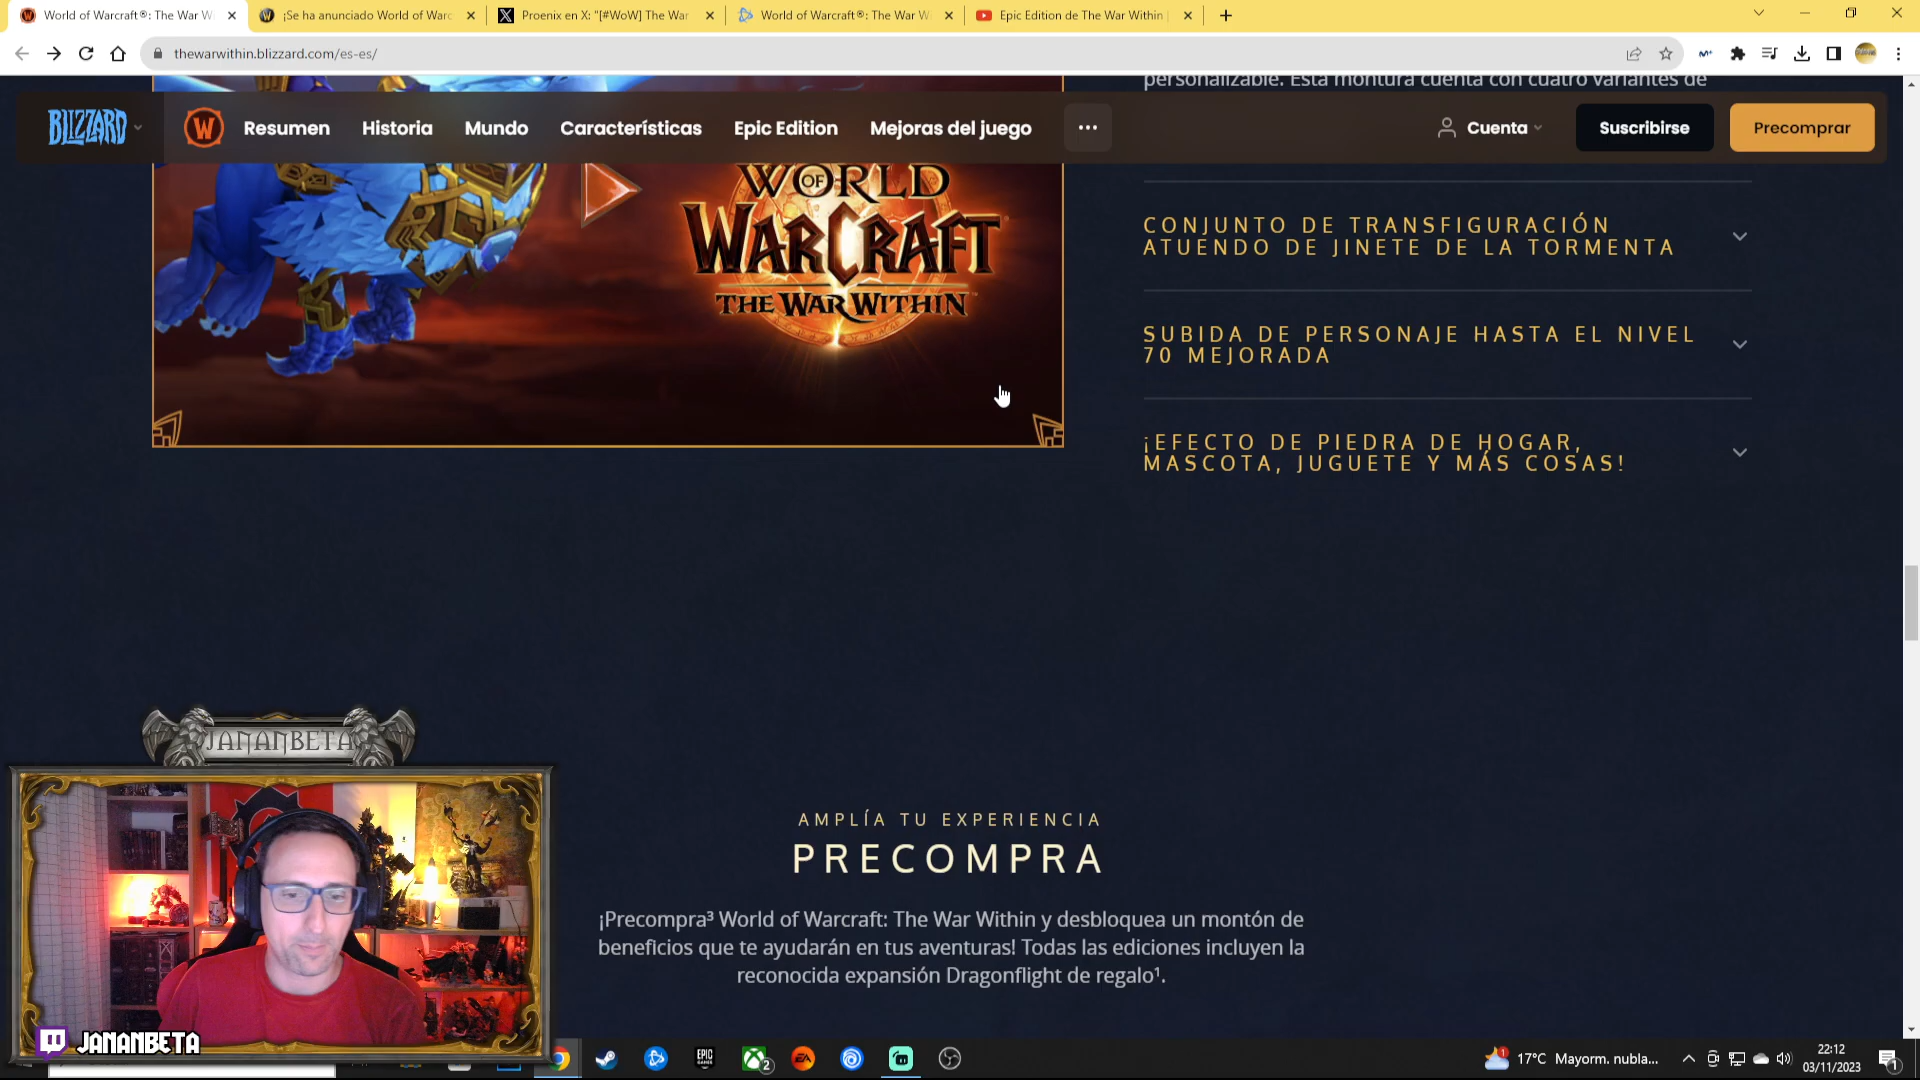 World of Warcraft®: The War W
¡Se ha anunciado World of Warc
Proenix en X: "[#WoW] The War
World of Warcraft®: The War W
Epic Edition de The War Within
thewarwithin.blizzard.com/es-es/
personalizable. Esta montura cuenta con cuatro variantes de
BLIZZARD
Resumen
Historia
Mundo
Características
Epic Edition
Mejoras del juego
Cuenta
Suscribirse
Precomprar
WORLD
OF
WARCRAFT
THE WAR WITHIN
CONJUNTO DE TRANSFIGURACIÓN
ATUENDO DE JINETE DE LA TORMENTA
SUBIDA DE PERSONAJE HASTA EL NIVEL
70 MEJORADA
¡EFECTO DE PIEDRA DE HOGAR,
MASCOTA, JUGUETE Y MÁS COSAS!
JANANBETA
AMPLÍA TU EXPERIENCIA
PRECOMPRA
¡Precompra³ World of Warcraft: The War Within y desbloquea un montón de
beneficios que te ayudarán en tus aventuras! Todas las ediciones incluyen la
reconocida expansión Dragonflight de regalo¹.
JANANBETA
EPIC
GAMES
2
EA
1
17°C Mayorm. nubla...
22:12
03/11/2023
1